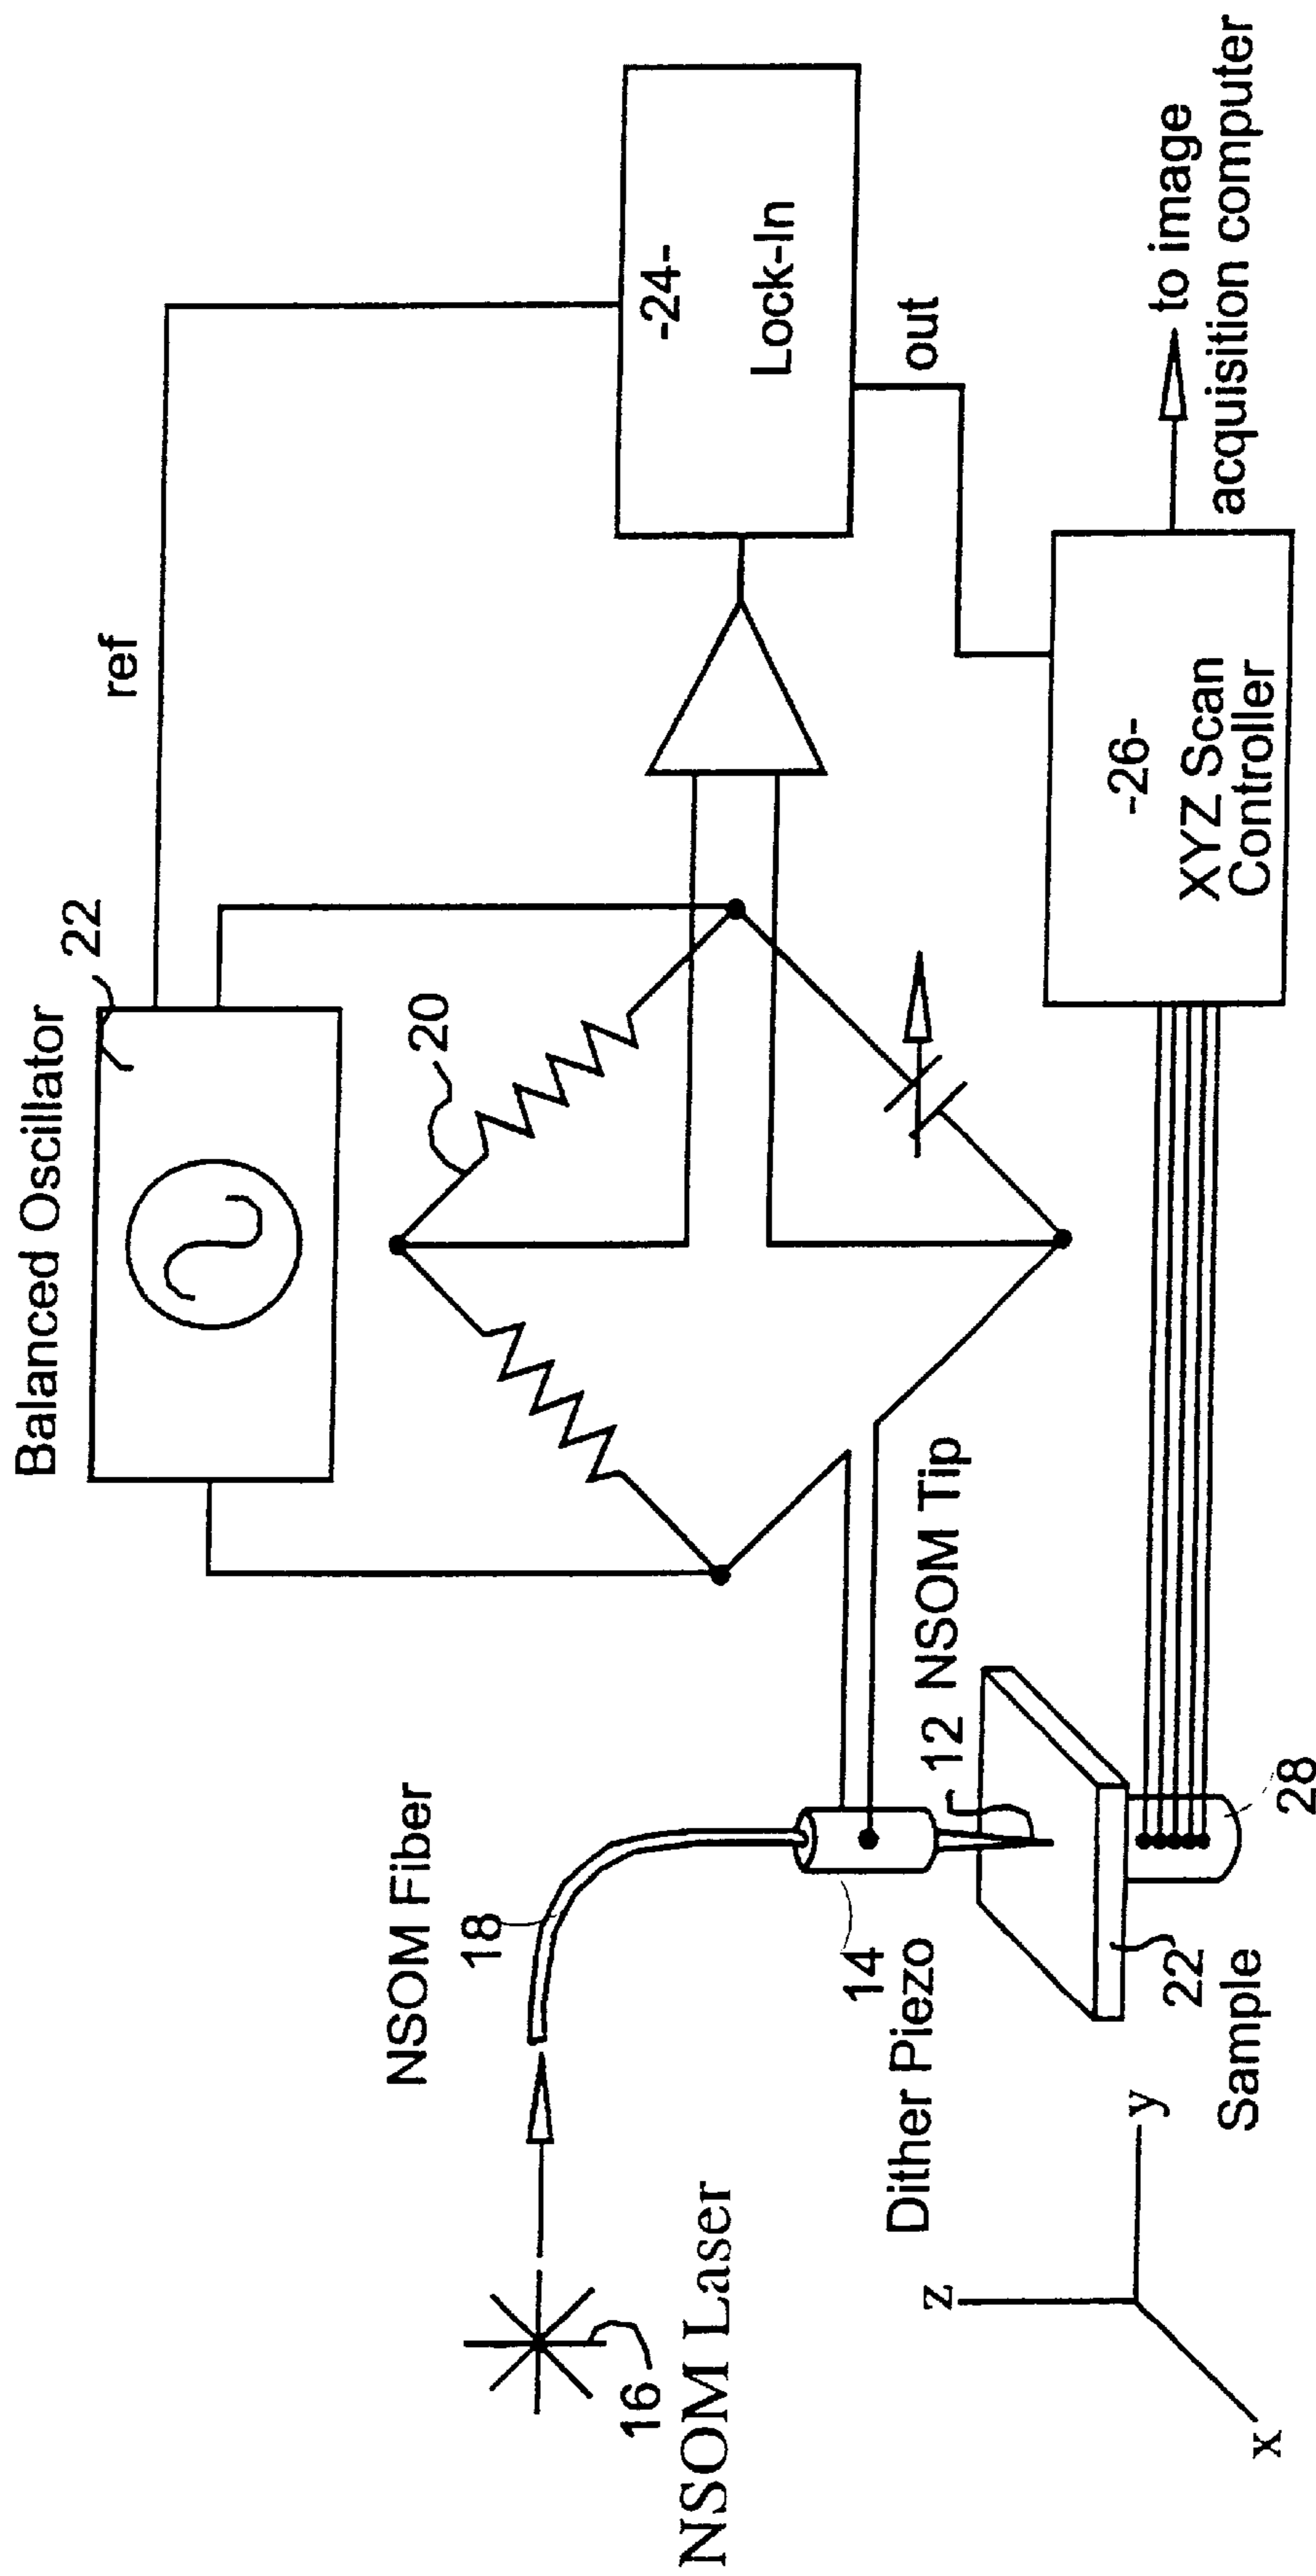 Balanced Oscillator
22
ref
20
-24-
Lock-In
out
NSOM Fiber
18
16
NSOM Laser
14
Dither Piezo
12 NSOM Tip
-26-
XYZ Scan
Controller
to image
acquisition computer
22
Sample
28
z
y
x